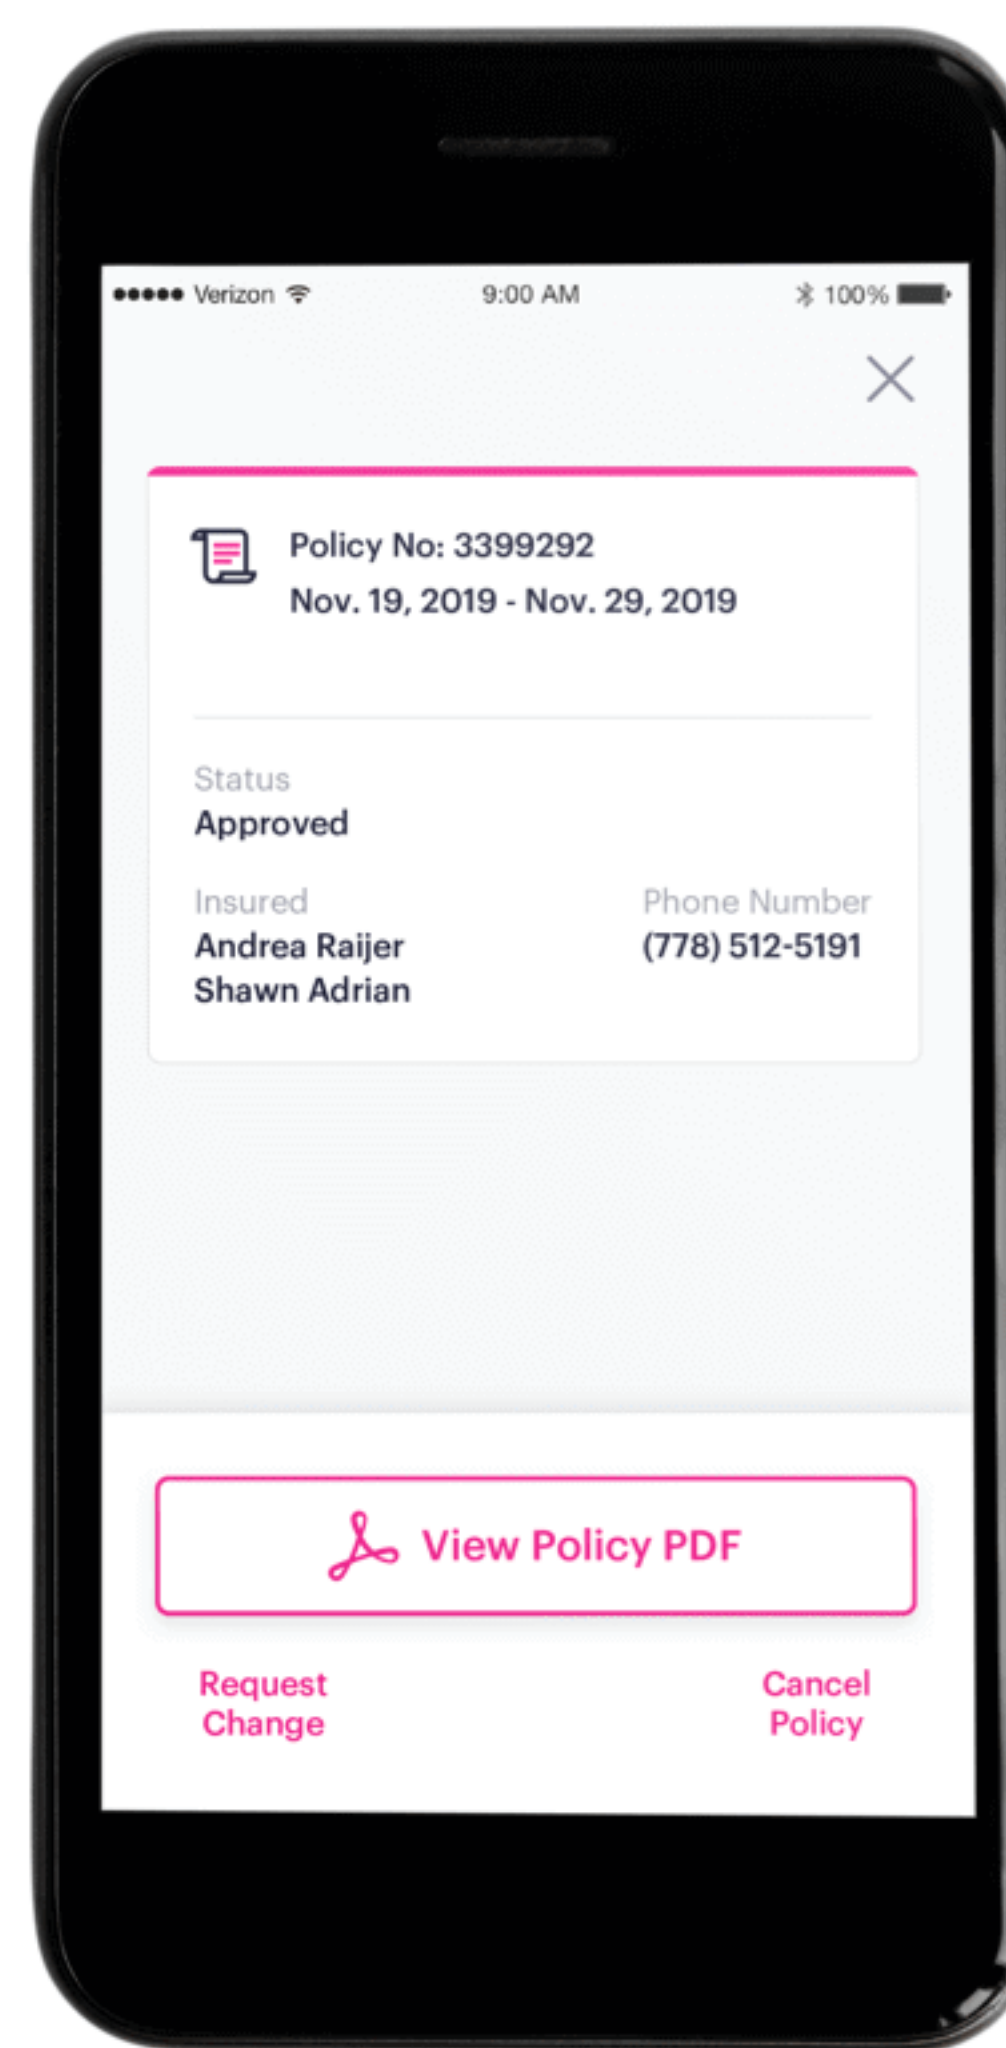 Verizon 9:00 AM 100%
Policy No: 3399292
Nov. 19, 2019 - Nov. 29, 2019
Status
Approved
Insured Phone Number
Andrea Raijer (778) 512-5191
Shawn Adrian
View Policy PDF
Request Cancel
Change Policy